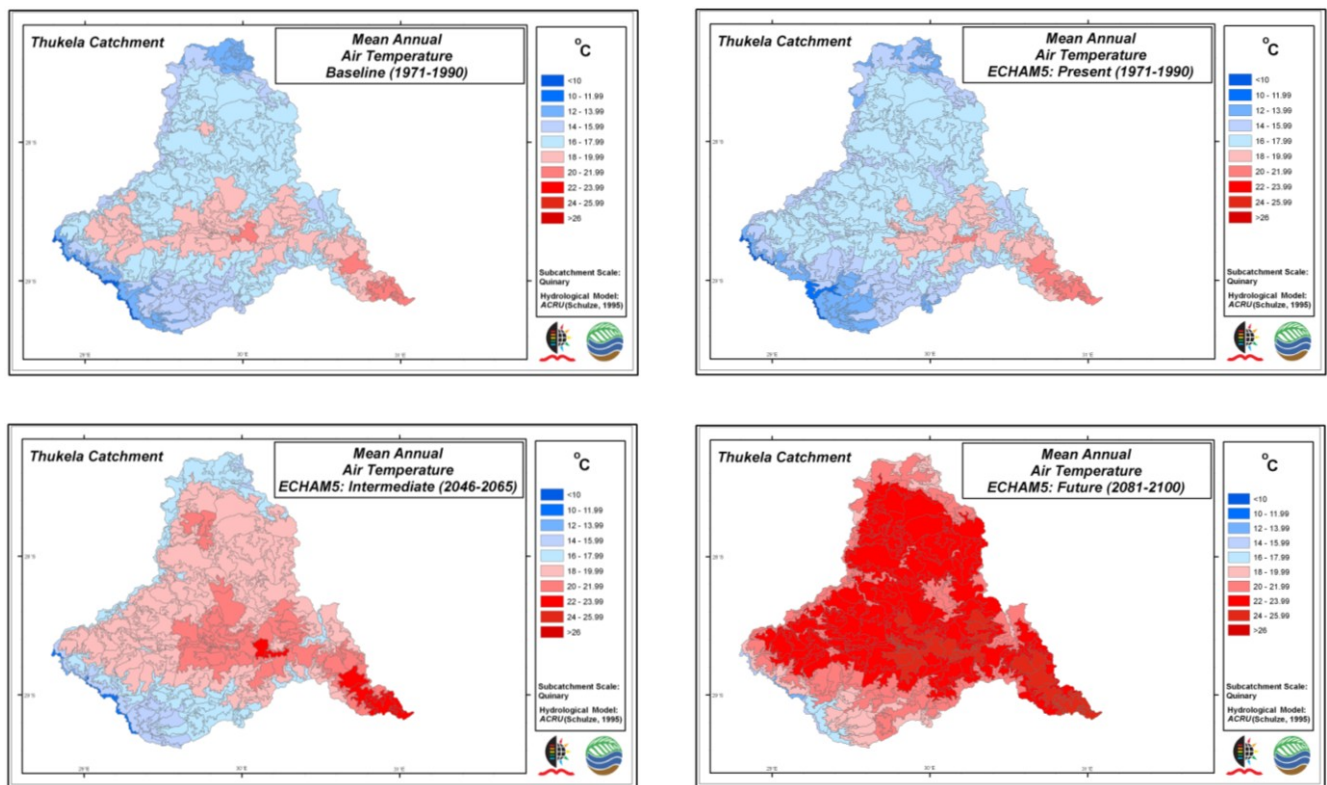 Thukela Catchment
Mean Annual
Air Temperature
Baseline (1971-1990)
°C
<10
10 - 11.99
12 - 13.99
14 - 15.99
16 - 17.99
18 - 19.99
20 - 21.99
22 - 23.99
24 - 25.99
>26
Subcatchment Scale:
Quinary
Hydrological Model:
ACRU (Schulze, 1995)
30°E
31°E
Thukela Catchment
Mean Annual
Air Temperature
ECHAM5: Present (1971-1990)
°C
<10
10 - 11.99
12 - 13.99
14 - 15.99
16 - 17.99
18 - 19.99
20 - 21.99
22 - 23.99
24 - 25.99
>26
Subcatchment Scale:
Quinary
Hydrological Model:
ACRU (Schulze, 1995)
30°E
31°E
Thukela Catchment
Mean Annual
Air Temperature
ECHAM5: Intermediate (2046-2065)
°C
<10
10 - 11.99
12 - 13.99
14 - 15.99
16 - 17.99
18 - 19.99
20 - 21.99
22 - 23.99
>26
Subcatchment Scale:
Quinary
Hydrological Model:
ACRU (Schulze, 1995)
30°E
31°E
Thukela Catchment
Mean Annual
Air Temperature
ECHAM5: Future (2081-2100)
°C
<10
10 - 11.99
12 - 13.99
14 - 15.99
16 - 17.99
18 - 19.99
20 - 21.99
22 - 23.99
24 - 25.99
>26
Subcatchment Scale:
Quinary
Hydrological Model:
ACRU (Schulze, 1995)
30°E
31°E